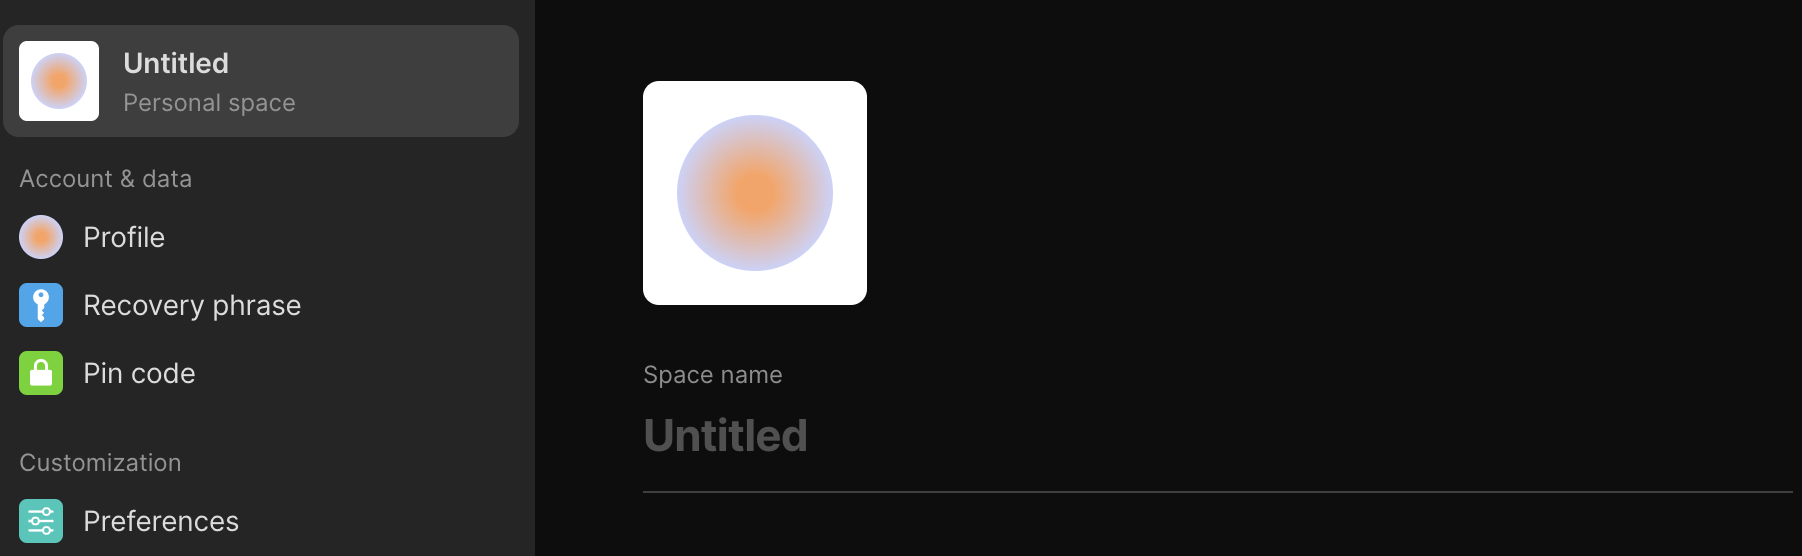 Untitled
Personal space
Account & data
Profile
Recovery phrase
Pin code
Customization
Preferences
Space name
Untitled